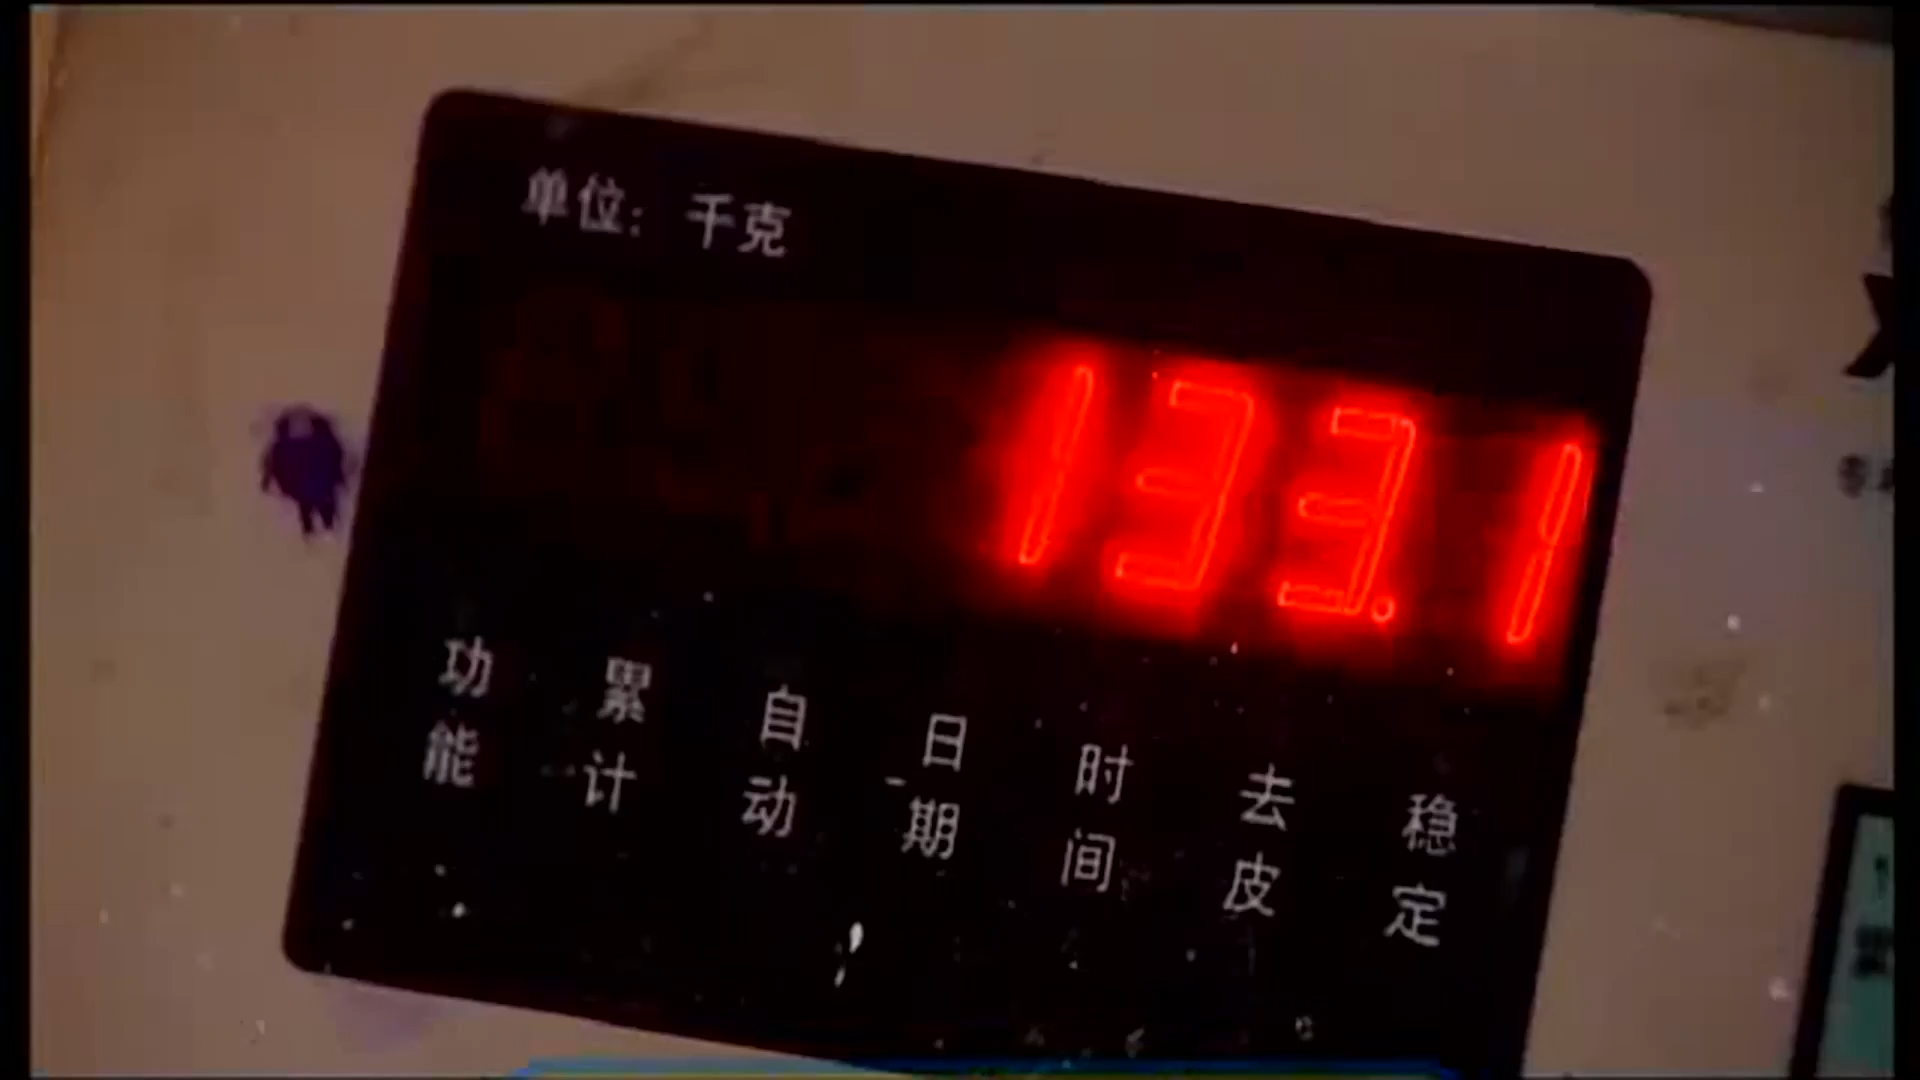 单位：千克
133.1
功能 累计 自动 日期 时间 去皮 稳定